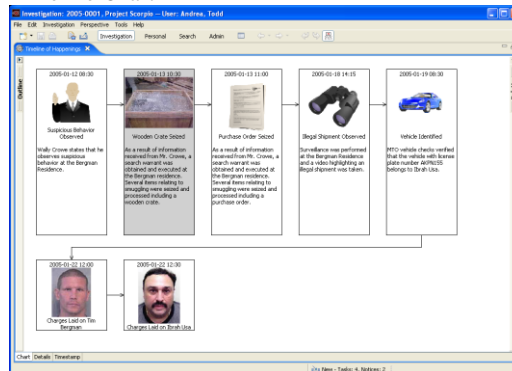 Investigation: 2005-0001, Project Scorpio -- User: Andrea, Todd
File Edit Investigation Perspective Tools Help
Investigation Personal Search Admin
Timeline of Happenings
Outline
2005-01-12 08:30
Suspicious Behavior
Observed
Wally Crowe states that he
observes suspicious
behavior at the Bergman
Residence.
2005-01-13 10:30
Wooden Crate Seized
As a result of information
received from Mr. Crowe, a
search warrant was
obtained and executed at
the Bergman residence.
Several items relating to
smuggling were seized and
processed including a
wooden crate.
2005-01-13 11:00
Purchase Order Seized
As a result of information
received from Mr. Crowe, a
search warrant was
obtained and executed at
the Bergman residence.
Several items relating to
smuggling were seized and
processed including a
purchase order.
2005-01-18 14:15
Illegal Shipment Observed
Surveillance was performed
at the Bergman Residence
and a video highlighting an
illegal shipment was taken.
2005-01-19 08:30
Vehicle Identified
MTO vehicle checks verified
that the vehicle with license
plate number
belongs to Ibrah Usa.
2005-01-22 12:00
Charges Laid on Tim
Bergman
2005-01-22 12:30
Charges Laid on Ibrah Usa
Chart Details Timestamp
New - Tasks: 4, Notices: 2